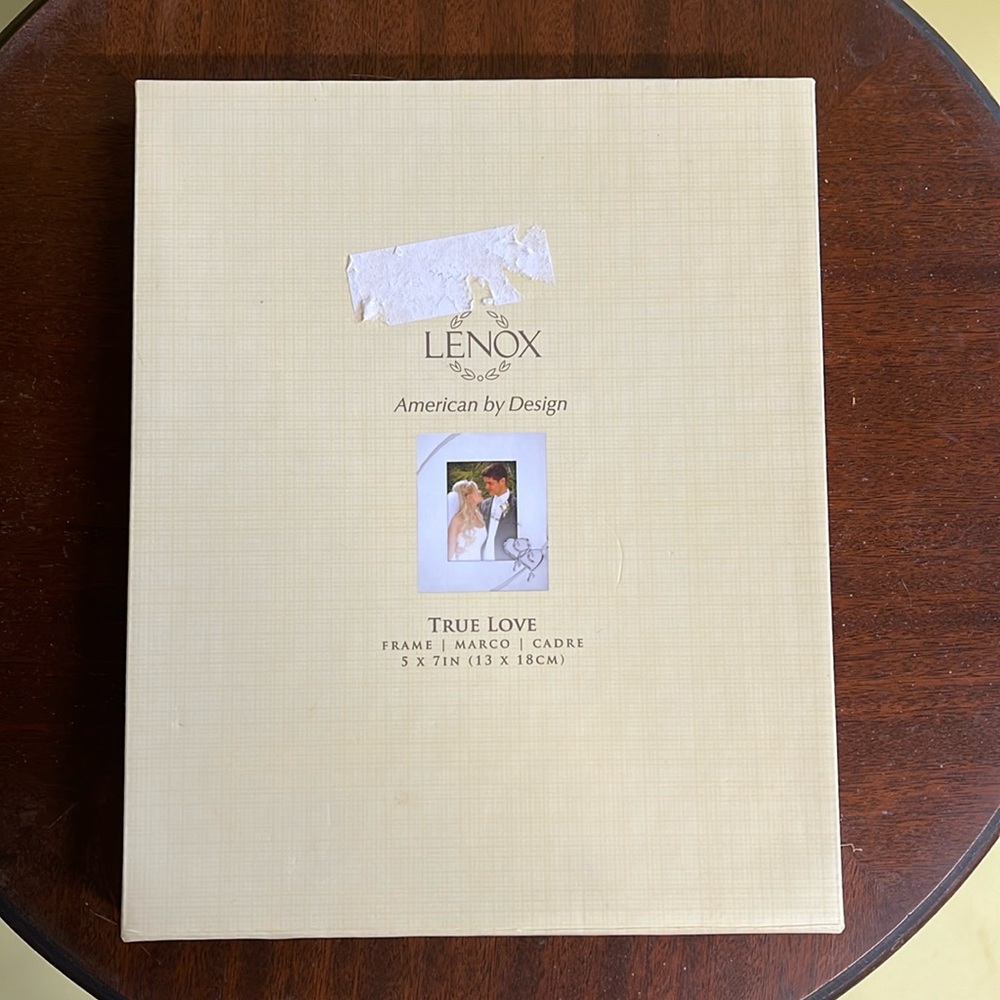 LENOX
American by Design
TRUE LOVE
FRAME | MARCO | CADRE
5 X 7IN (13 X 18CM)